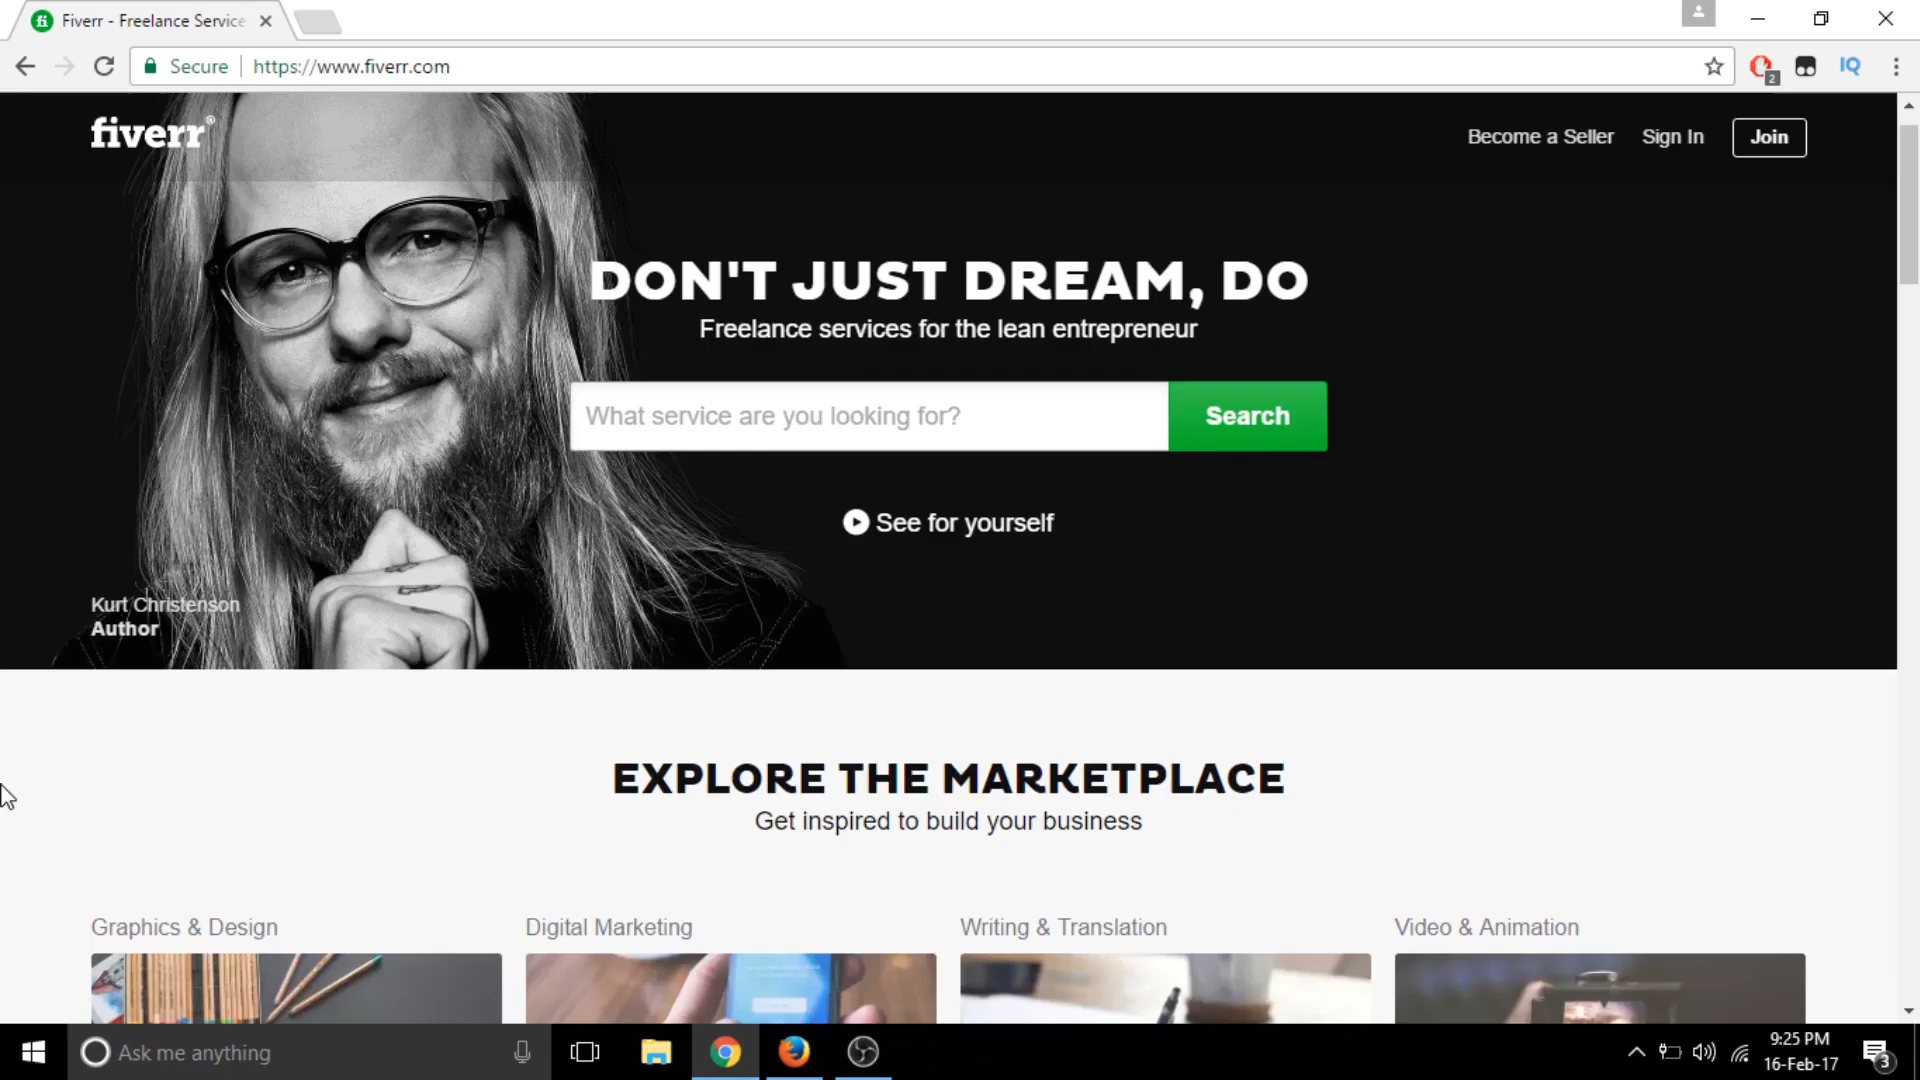 Fiverr - Freelance Service
Secure
https://www.fiverr.com
2
IQ
fiverr®
Become a Seller
Sign In
Join
DON'T JUST DREAM, DO
Freelance services for the lean entrepreneur
What service are you looking for?
Search
See for yourself
Kurt Christenson
Author
EXPLORE THE MARKETPLACE
Get inspired to build your business
Graphics & Design
Digital Marketing
Writing & Translation
Video & Animation
Ask me anything
9:25 PM
16-Feb-17
3